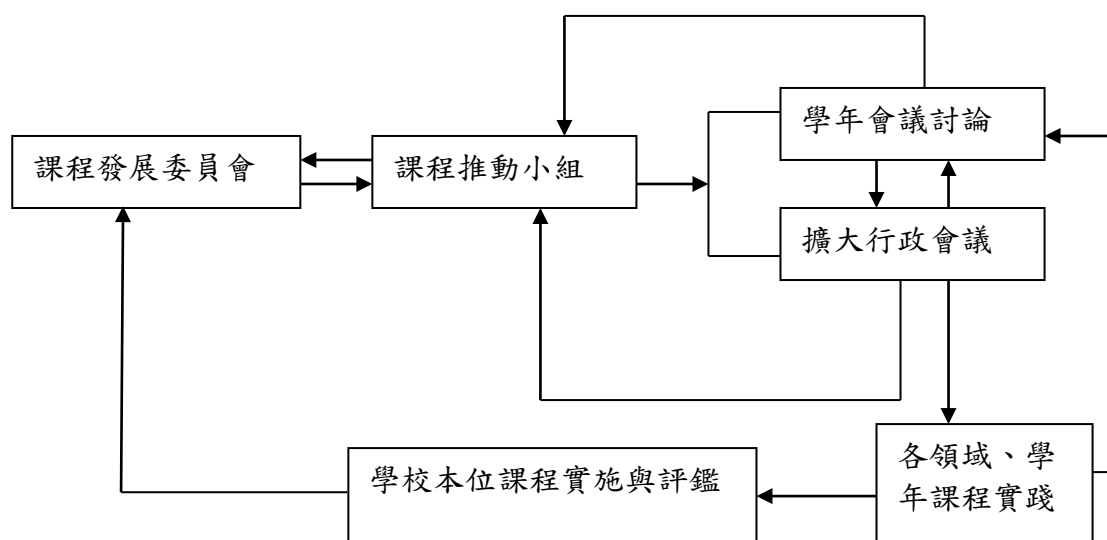 學年會議討論
課程發展委員會
課程推動小組
擴大行政會議
各領域、學
年課程實踐
學校本位課程實施與評鑑